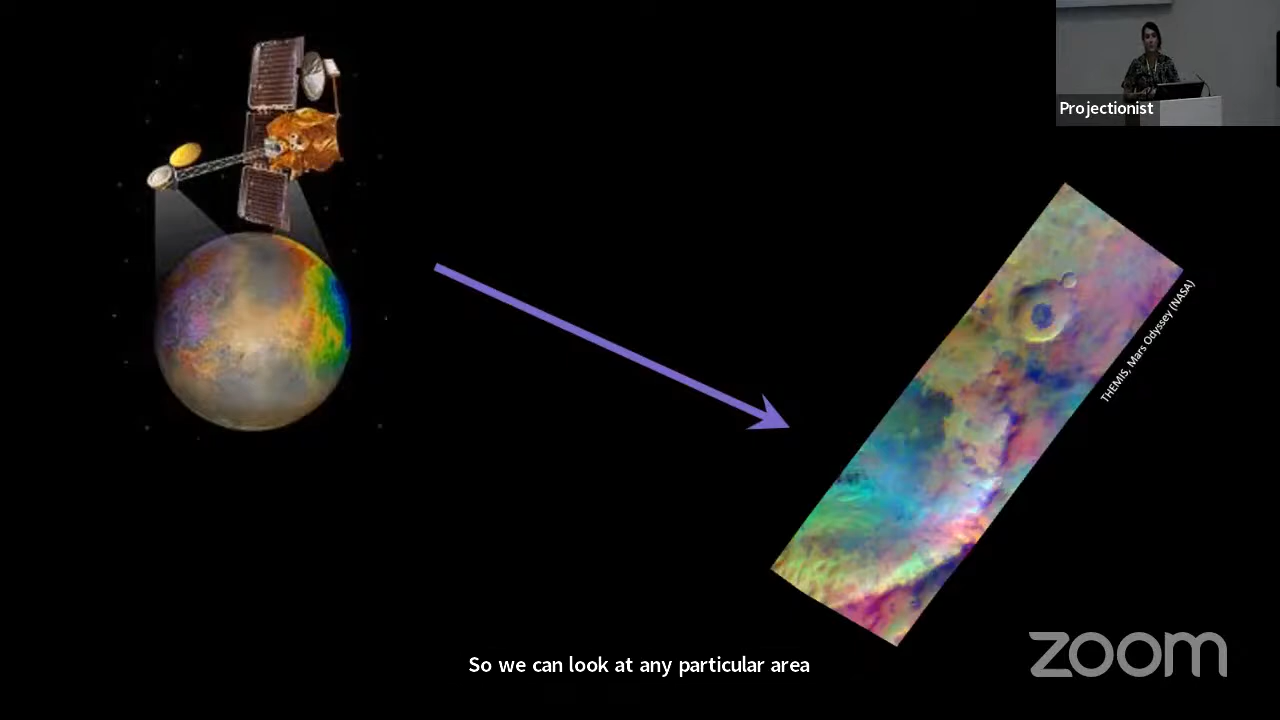 Projectionist
THEMIS, Mars Odyssey (NASA)
So we can look at any particular area
zoom